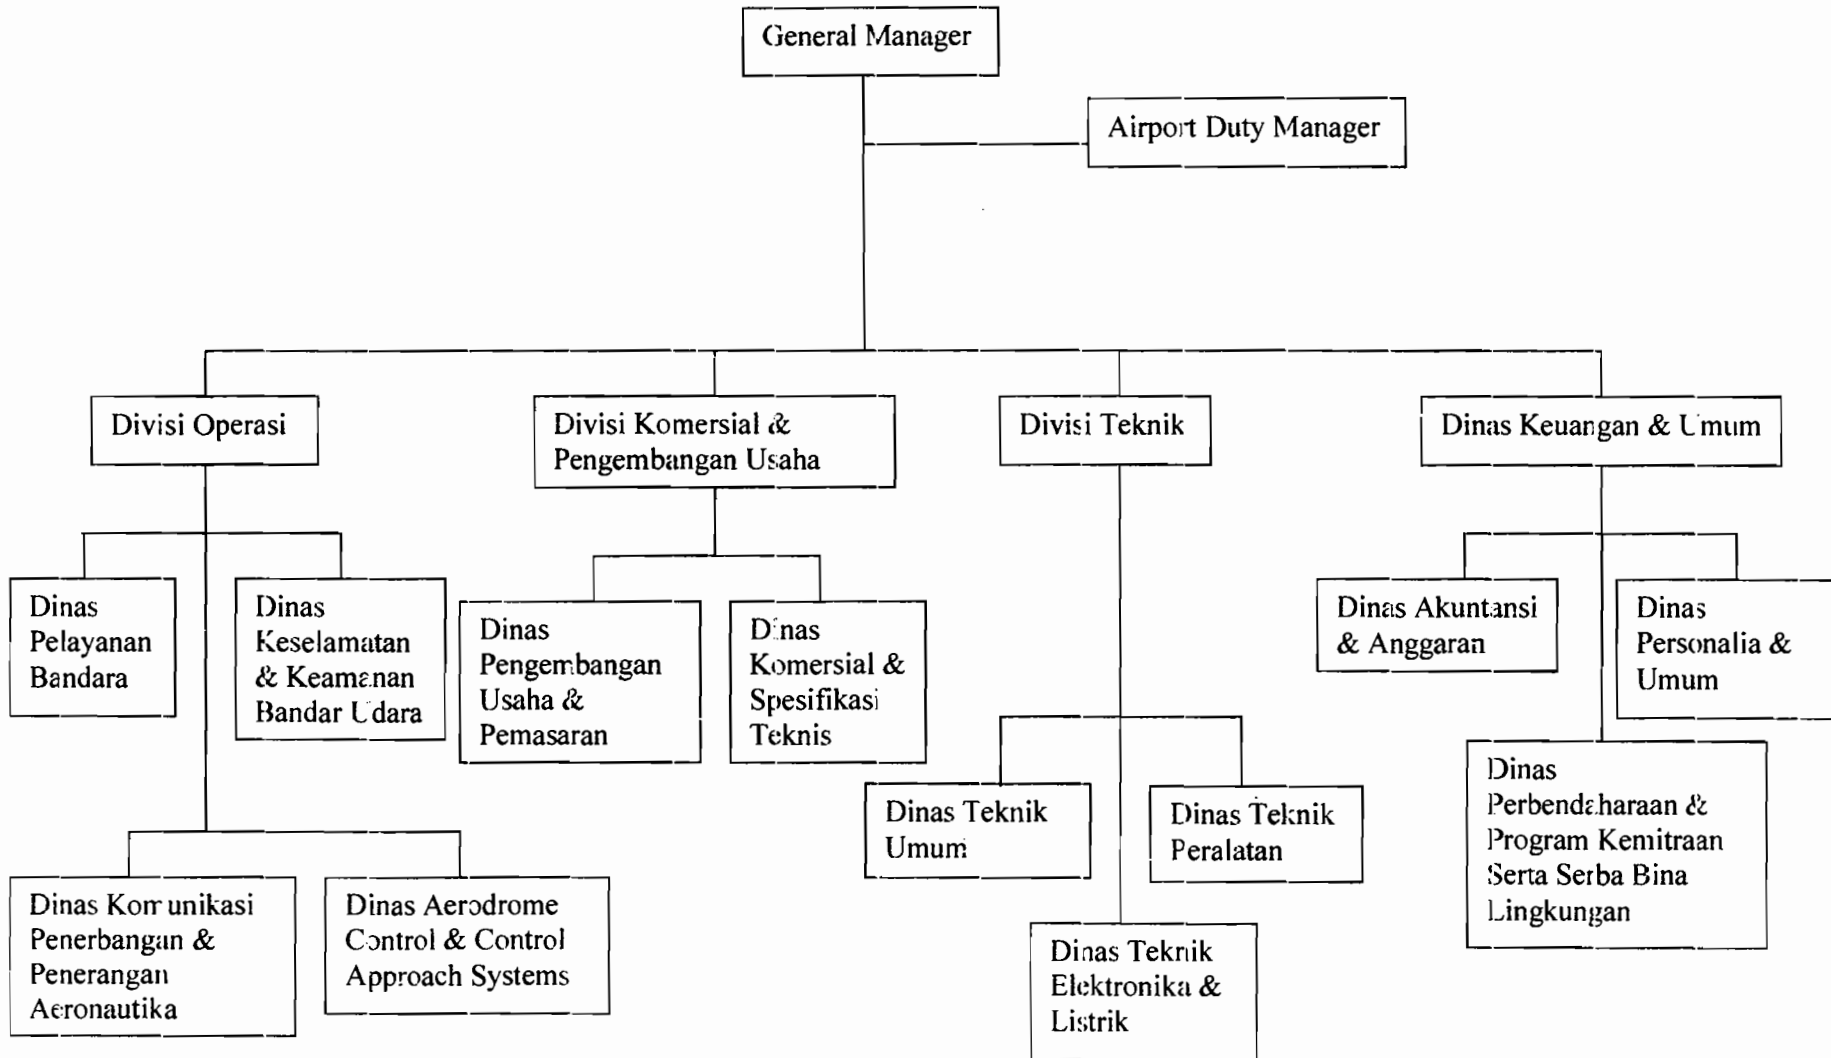 General Manager
Airport Duty Manager
Divisi Operasi
Divisi Komersial &
Pengembangan Usaha
Divisi Teknik
Dinas Keuangan & Umum
Dinas
Pelayanan
Bandara
Dinas
Keselamatan
& Keamanan
Bandar Udara
Dinas
Pengembangan
Usaha &
Pemasaran
Dinas
Komersial &
Spesifikasi
Teknis
Dinas Akuntansi
& Anggaran
Dinas
Personalia &
Umum
Dinas Teknik
Umum
Dinas Teknik
Peralatan
Dinas
Perbendaharaan &
Program Kemitraan
Serta Serba Bina
Lingkungan
Dinas Komunikasi
Penerbangan &
Penerangan
Aeronautika
Dinas Aerodrome
Control & Control
Approach Systems
Dinas Teknik
Elektronika &
Listrik